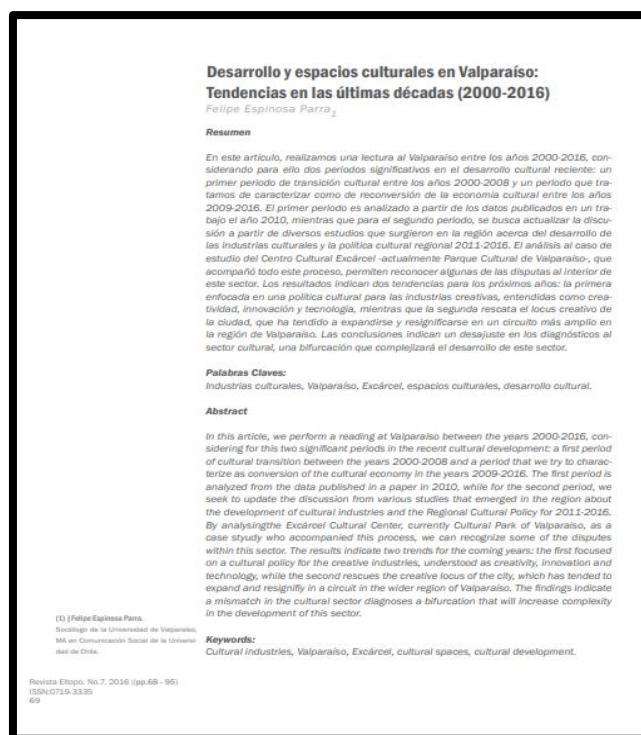 Desarrollo y espacios culturales en Valparaíso:
Tendencias en las últimas décadas (2000-2016)
Felipe Espinosa Parra1
Resumen
En este artículo, realizamos una lectura al Valparaíso entre los años 2000-2016, con-
siderando para ello dos periodos significativos en el desarrollo cultural reciente: un
primer periodo de transición cultural entre los años 2000-2008 y un periodo que tra-
tamos de caracterizar como de reconversión de la economía cultural entre los años
2009-2016. El primer periodo es analizado a partir de los datos publicados en un tra-
bajo el año 2010, mientras que para el segundo periodo, se busca actualizar la discu-
sión a partir de diversos estudios que surgieron en la región acerca del desarrollo de
las industrias culturales y la política cultural regional 2011-2016. El análisis al caso de
estudio del Centro Cultural Excárcel -actualmente Parque Cultural de Valparaíso-, que
acompañó todo este proceso, permiten reconocer algunas de las disputas al interior de
este sector. Los resultados indican dos tendencias para los próximos años: la primera
enfocada en una política cultural para las industrias creativas, entendidas como crea-
tividad, innovación y tecnología, mientras que la segunda rescata el locus creativo de
la ciudad, que ha tendido a expandirse y resignificarse en un circuito más amplio en
la región de Valparaíso. Las conclusiones indican un desajuste en los diagnósticos al
sector cultural, una bifurcación que complejizará el desarrollo de este sector.
Palabras Claves:
Industrias culturales, Valparaíso, Excárcel, espacios culturales, desarrollo cultural.
Abstract
In this article, we perform a reading at Valparaiso between the years 2000-2016, con-
sidering for this two significant periods in the recent cultural development: a first period
of cultural transition between the years 2000-2008 and a period that we try to charac-
terize as conversion of the cultural economy in the years 2009-2016. The first period is
analyzed from the data published in a paper in 2010, while for the second period, we
seek to update the discussion from various studies that emerged in the region about
the development of cultural industries and the Regional Cultural Policy for 2011-2016.
By analysingthe Excárcel Cultural Center, currently Cultural Park of Valparaiso, as a
case styudy who accompanied this process, we can recognize some of the disputes
within this sector. The results indicate two trends for the coming years: the first focused
on a cultural policy for the creative industries, understood as creativity, innovation and
technology, while the second rescues the creative locus of the city, which has tended to
expand and resignifiy in a circuit in the wider region of Valparaiso. The findings indicate
a mismatch in the cultural sector diagnoses a bifurcation that will increase complexity
in the development of this sector.
Keywords:
Cultural industries, Valparaíso, Excárcel, cultural spaces, cultural development.
(1) | Felipe Espinosa Parra.
Sociólogo de la Universidad de Valparaíso,
MA en Comunicación Social de la Universi-
dad de Chile.
Revista Eltopo. No.7. 2016 :(pp.68 - 95)
ISSN:0719-3335
69